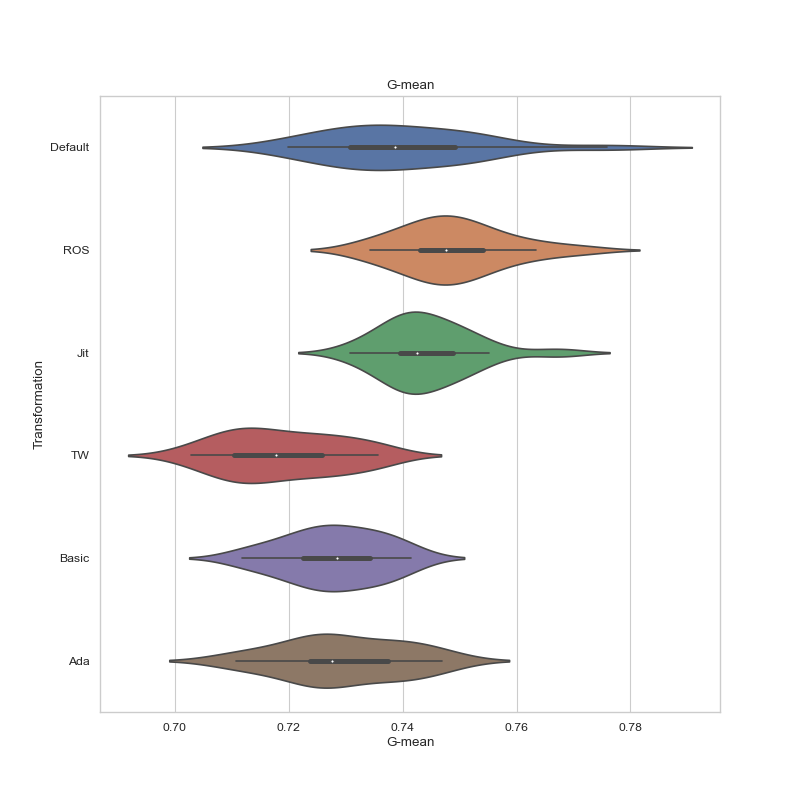 G-mean
Default
ROS
Jit
TW
Basic
Ada
Transformation
0.70 0.72 0.74 0.76 0.78
G-mean